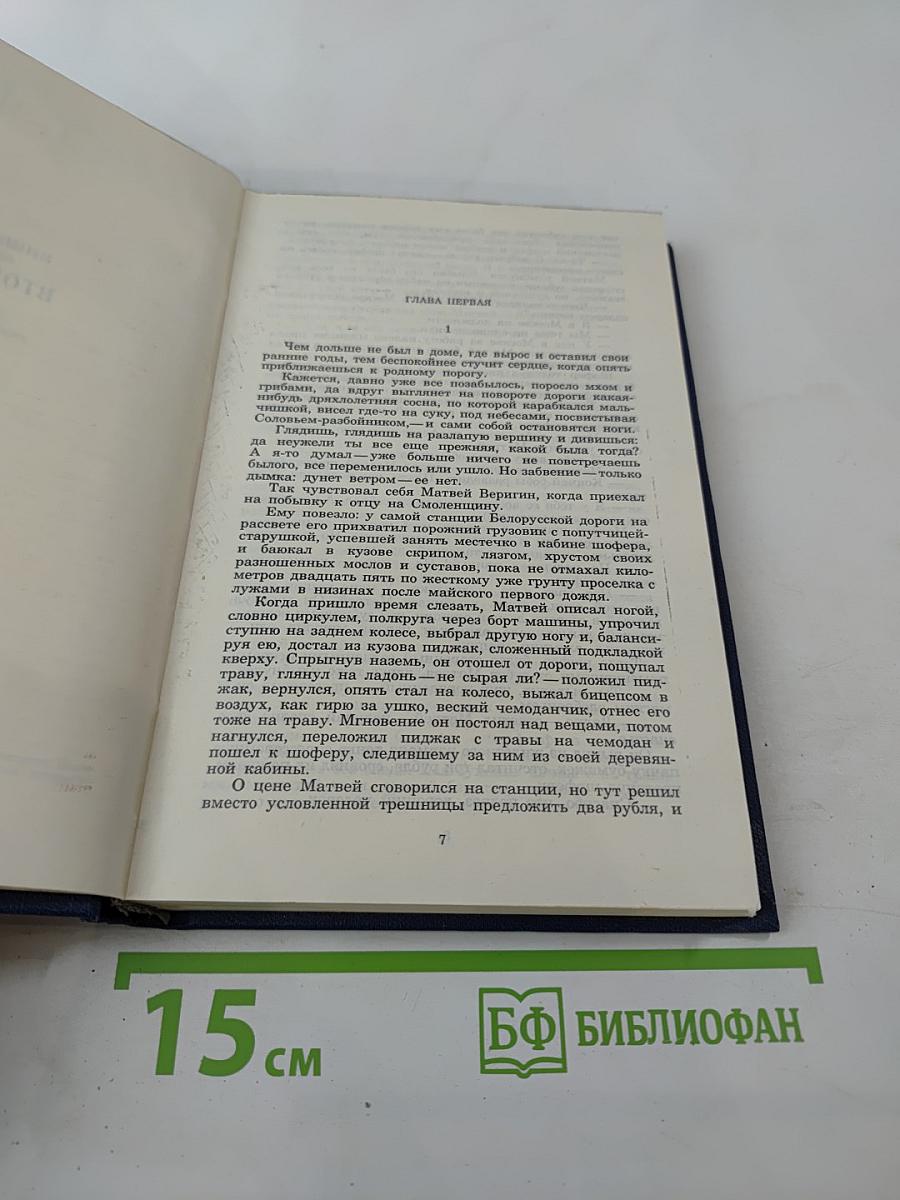 ГЛАВА ПЕРВАЯ
1
Чем дольше не был в доме, где вырос и оставил свои
ранние годы, тем беспокойнее стучит сердце, когда опять
приближаешься к родному порогу.
Кажется, давно уже все позабылось, поросло мхом и
грибами, да вдруг выглянет на повороте дороги какая-
нибудь дряхлолетняя сосна, по которой карабкался маль-
чишкой, висел где-то на суку, под небесами, посвистывая
Соловьем-разбойником,— и сами собой остановятся ноги.
Глядишь, глядишь на разлапую вершину и дивишься:
да неужели ты все еще прежняя, какой была тогда?
А я-то думал — уже больше ничего не повстречаешь
былого, все переменилось или ушло. Но забвение — только
дымка: дунет ветром — ее нет.
Так чувствовал себя Матвей Веригин, когда приехал
на побывку к отцу на Смоленщину.
Ему повезло: у самой станции Белорусской дороги на
рассвете его прихватил порожний грузовик с попутчицей-
старушкой, успевшей занять местечко в кабине шофера,
и баюкал в кузове скрипом, лязгом, хрустом своих
разношенных мослов и суставов, пока не отмахал кило-
метров двадцать пять по жесткому уже грунту проселка с
лужами в низинах после майского первого дождя.
Когда пришло время слезать, Матвей описал ногой,
словно циркулем, полкруга через борт машины, упрочил
ступню на заднем колесе, выбрал другую ногу и, баланси-
руя ею, достал из кузова пиджак, сложенный подкладкой
кверху. Спрыгнув наземь, он отошел от дороги, пощупал
траву, глянул на ладонь — не сырая ли? — положил пид-
жак, вернулся, опять стал на колесо, выжал бицепсом в
воздух, как гирю за ушко, веский чемоданчик, отнес его
тоже на траву. Мгновение он постоял над вещами, потом
нагнулся, переложил пиджак с травы на чемодан и
пошел к шоферу, следившему за ним из своей деревян-
ной кабины.
О цене Матвей сговорился на станции, но тут решил
вместо условленной трешницы предложить два рубля, и
7
15 см
БФ БИБЛИОФАН